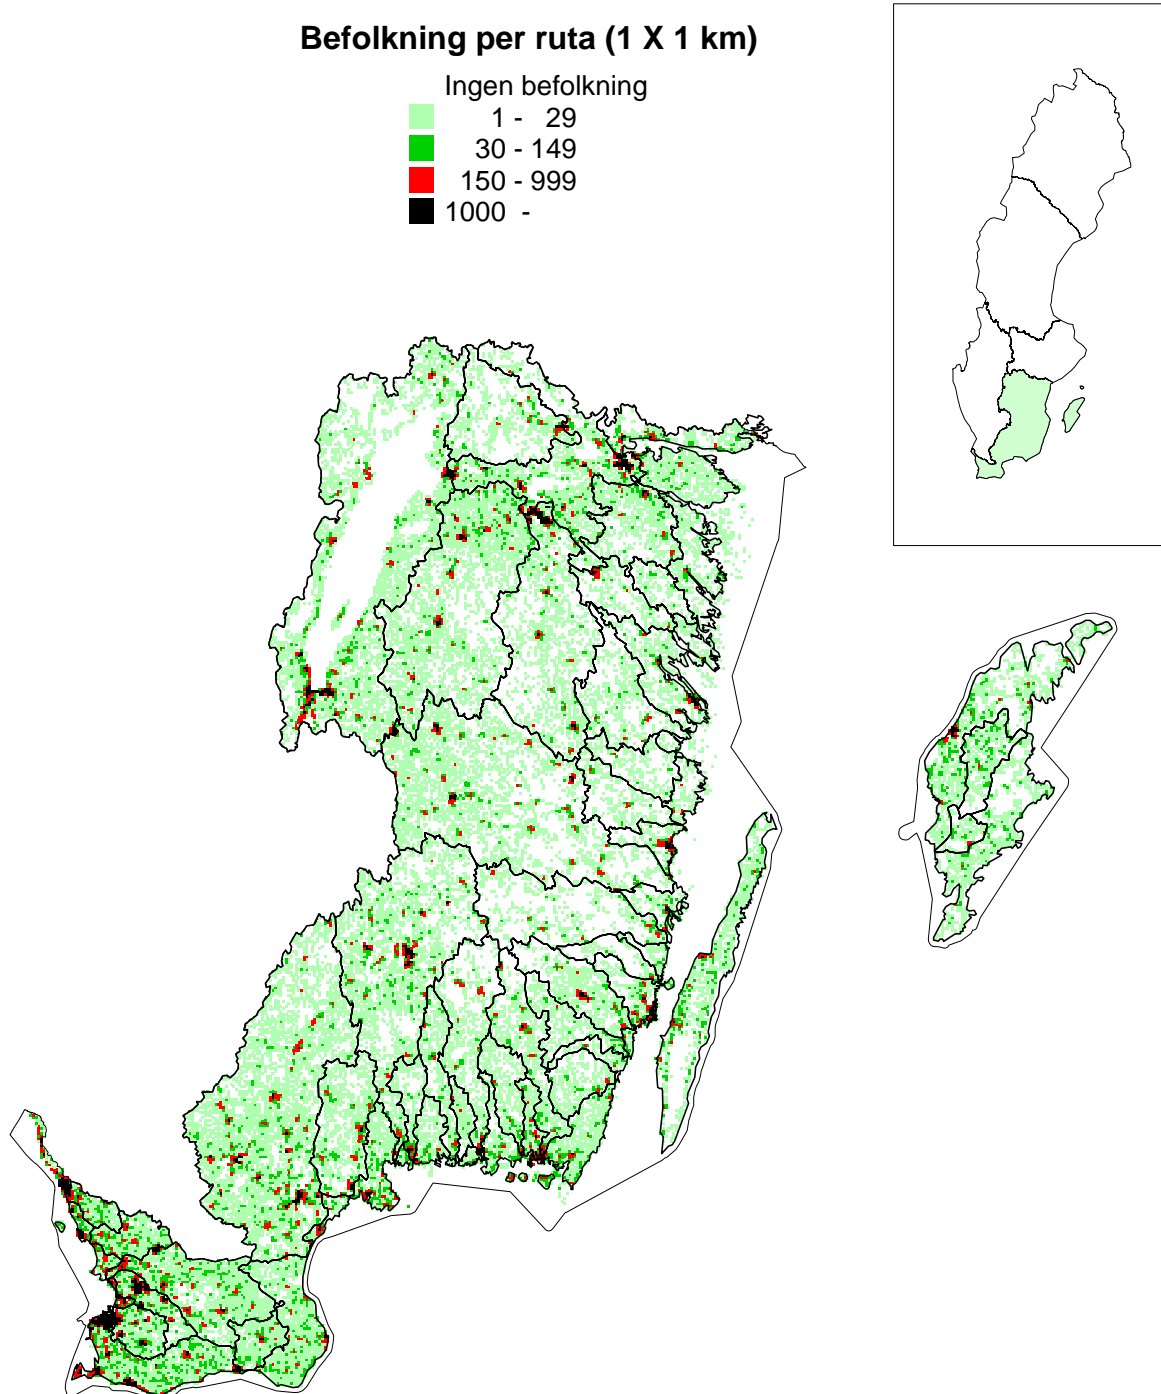 Befolkning per ruta (1 X 1 km)
Ingen befolkning
1 - 29
30 - 149
150 - 999
1000 -